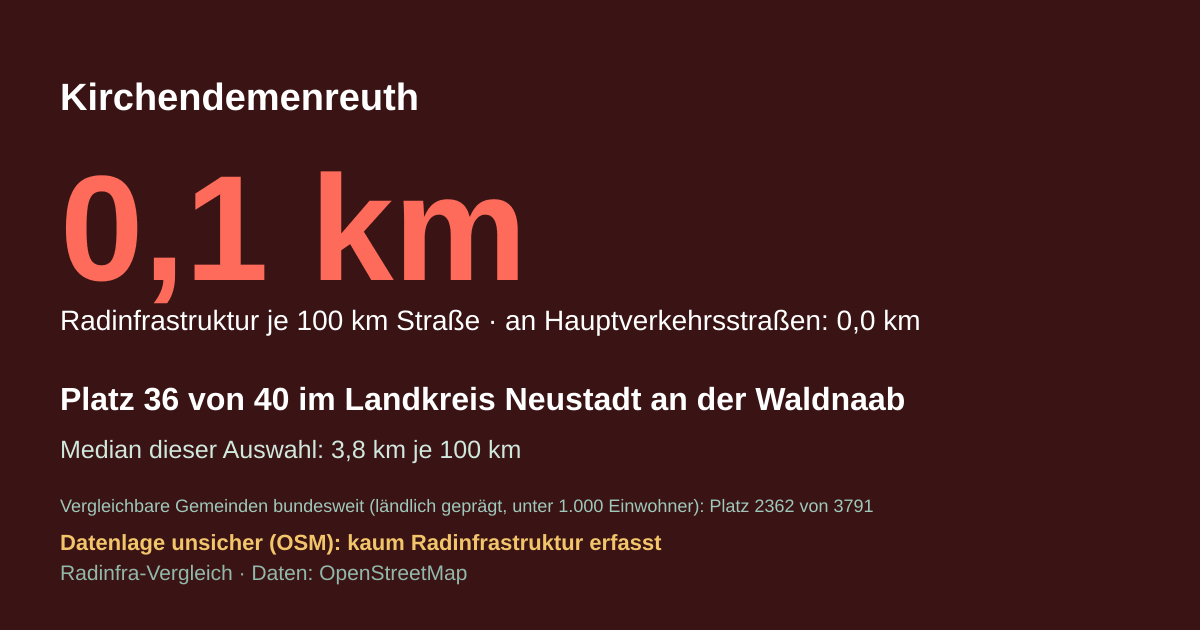 Kirchendemenreuth
0,1 km
Radinfrastruktur je 100 km Straße · an Hauptverkehrsstraßen: 0,0 km
Platz 36 von 40 im Landkreis Neustadt an der Waldnaab
Median dieser Auswahl: 3,8 km je 100 km
Vergleichbare Gemeinden bundesweit (ländlich geprägt, unter 1.000 Einwohner): Platz 2362 von 3791
Datenlage unsicher (OSM): kaum Radinfrastruktur erfasst
Radinfra-Vergleich · Daten: OpenStreetMap